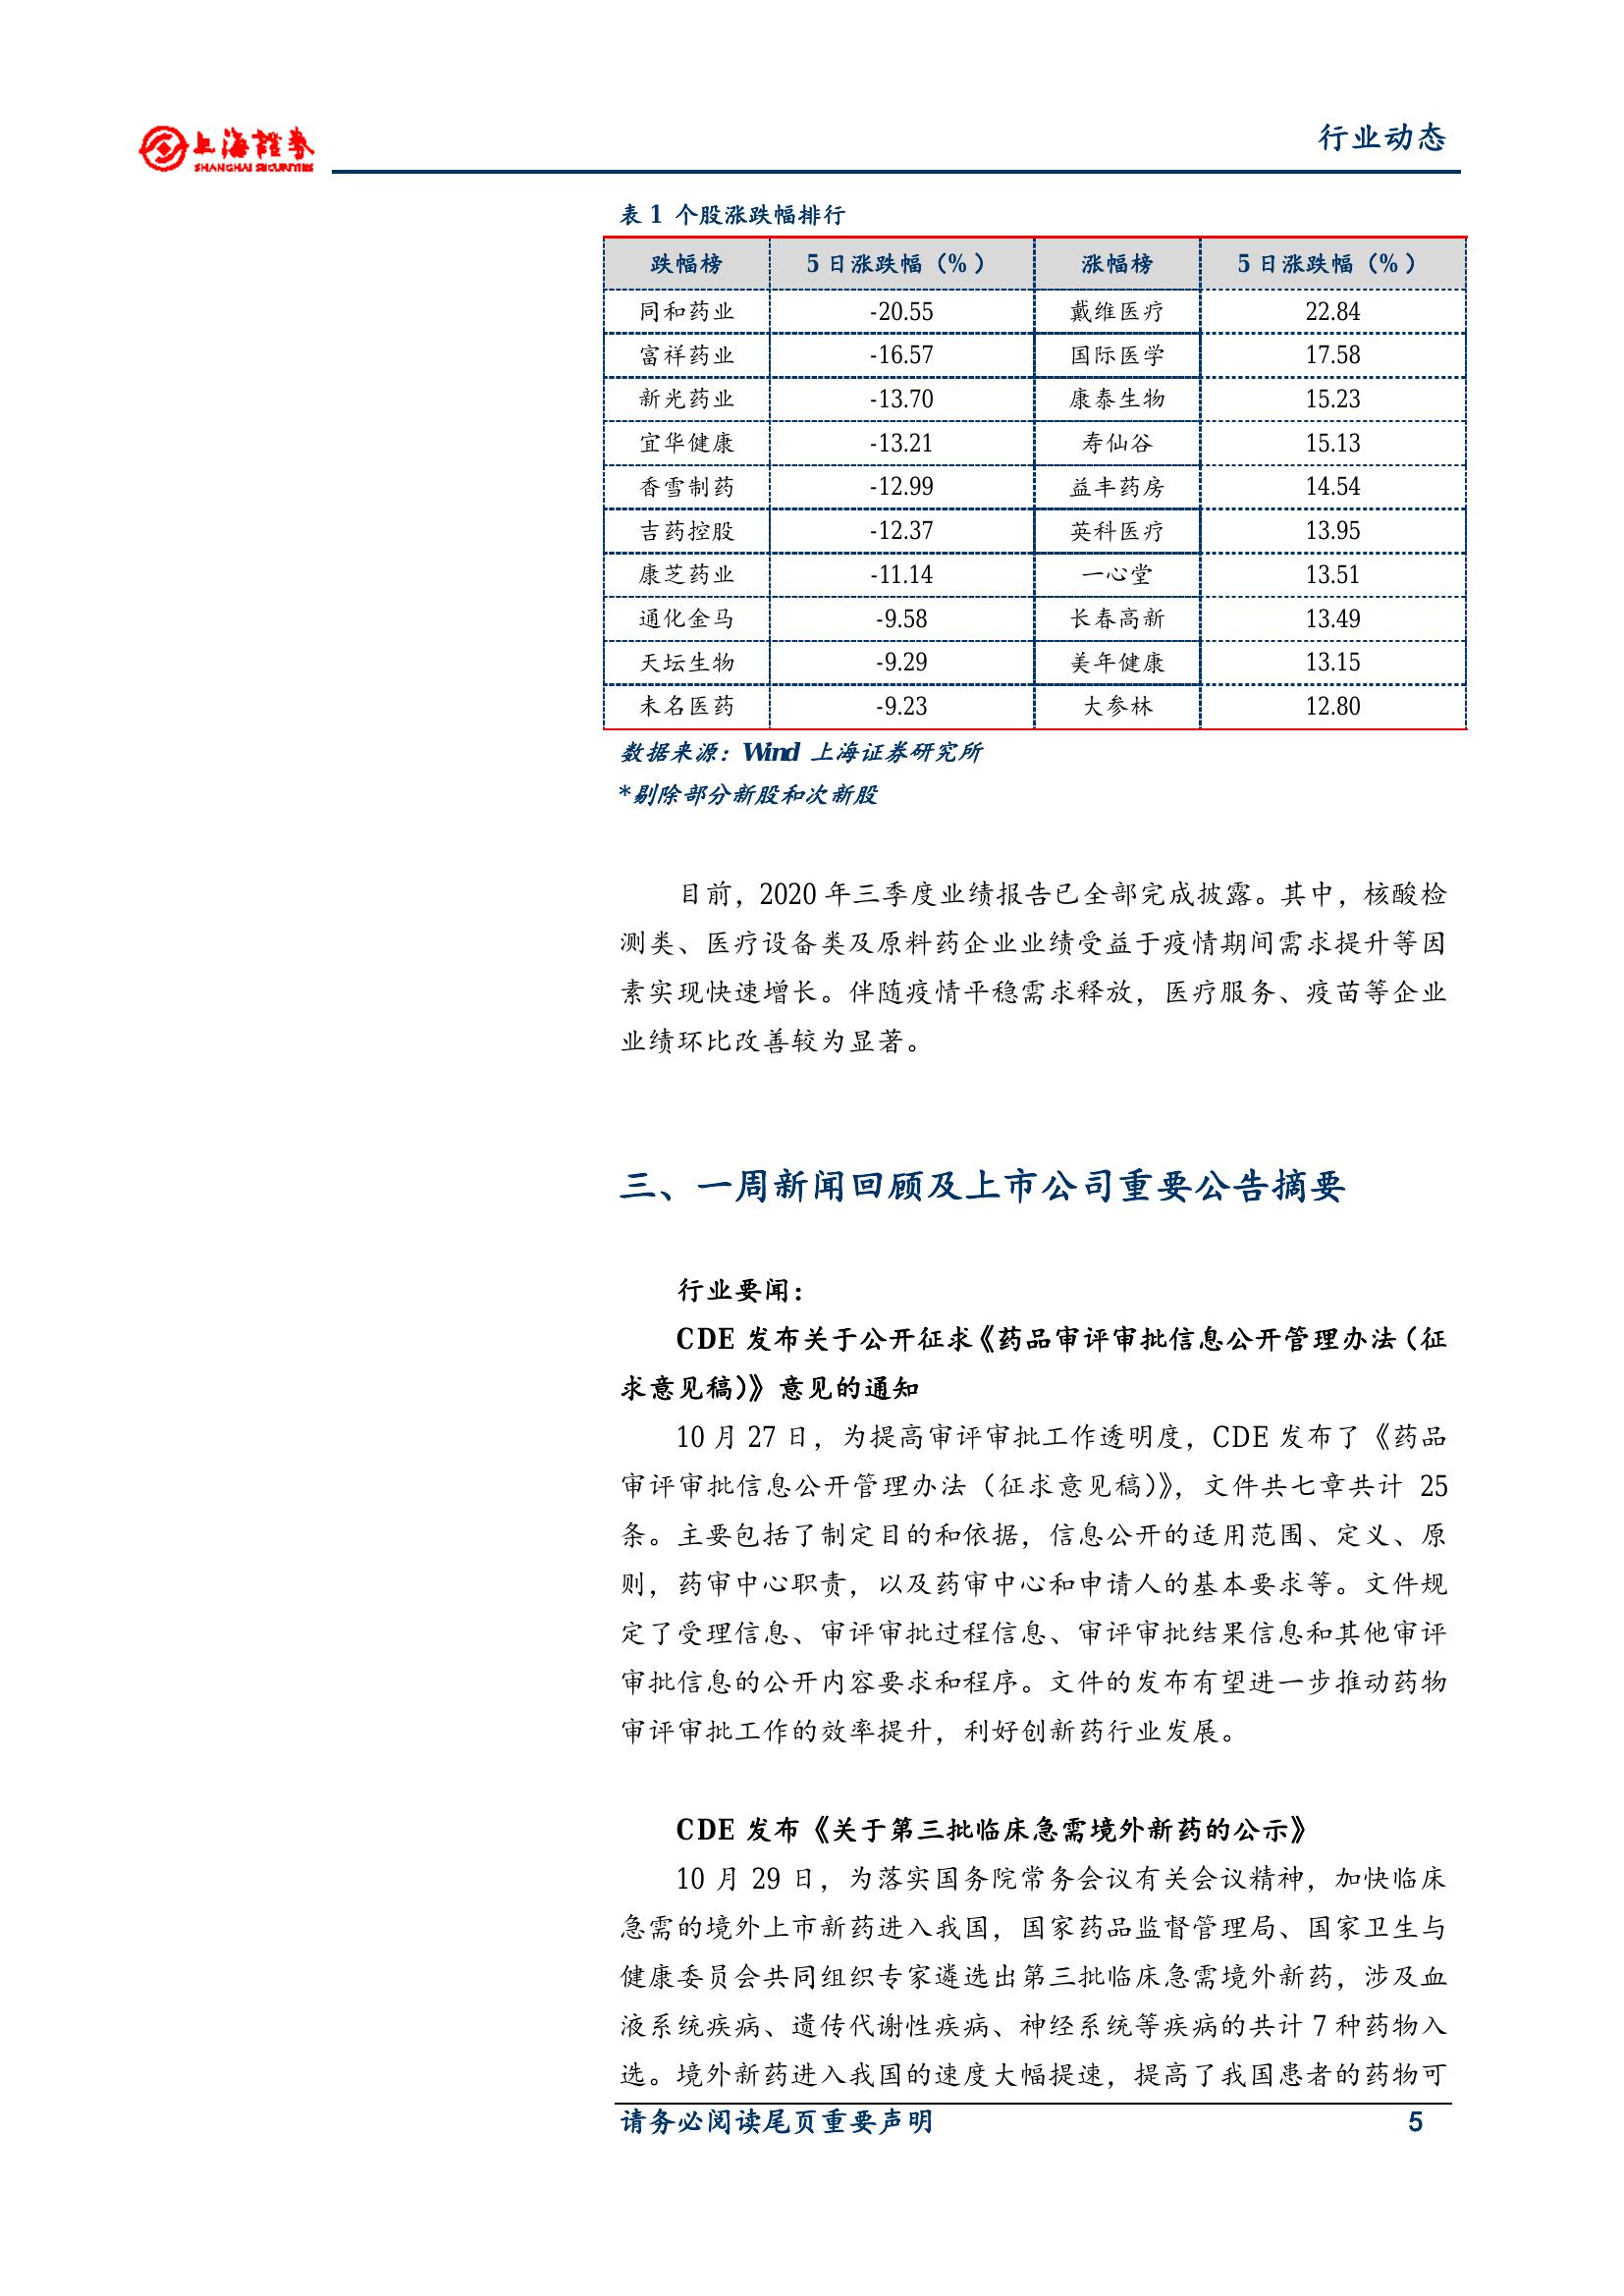 上海證券
SHANGHAI SECURITIES
行业动态
表 1 个股涨跌幅排行
跌幅榜 5 日涨跌幅（%） 涨幅榜 5 日涨跌幅（%）
同和药业 -20.55 戴维医疗 22.84
富祥药业 -16.57 国际医学 17.58
新光药业 -13.70 康泰生物 15.23
宜华健康 -13.21 寿仙谷 15.13
香雪制药 -12.99 益丰药房 14.54
吉药控股 -12.37 英科医疗 13.95
康芝药业 -11.14 一心堂 13.51
通化金马 -9.58 长春高新 13.49
天坛生物 -9.29 美年健康 13.15
未名医药 -9.23 大参林 12.80
数据来源：Wind 上海证券研究所
*剔除部分新股和次新股
目前，2020 年三季度业绩报告已全部完成披露。其中，核酸检
测类、医疗设备类及原料药企业业绩受益于疫情期间需求提升等因
素实现快速增长。伴随疫情平稳需求释放，医疗服务、疫苗等企业
业绩环比改善较为显著。
三、一周新闻回顾及上市公司重要公告摘要
行业要闻：
CDE 发布关于公开征求《药品审评审批信息公开管理办法（征
求意见稿）》意见的通知
10 月 27 日，为提高审评审批工作透明度，CDE 发布了《药品
审评审批信息公开管理办法（征求意见稿）》，文件共七章共计 25
条。主要包括了制定目的和依据，信息公开的适用范围、定义、原
则，药审中心职责，以及药审中心和申请人的基本要求等。文件规
定了受理信息、审评审批过程信息、审评审批结果信息和其他审评
审批信息的公开内容要求和程序。文件的发布有望进一步推动药物
审评审批工作的效率提升，利好创新药行业发展。
CDE 发布《关于第三批临床急需境外新药的公示》
10 月 29 日，为落实国务院常务会议有关会议精神，加快临床
急需的境外上市新药进入我国，国家药品监督管理局、国家卫生与
健康委员会共同组织专家遴选出第三批临床急需境外新药，涉及血
液系统疾病、遗传代谢性疾病、神经系统等疾病的共计 7 种药物入
选。境外新药进入我国的速度大幅提速，提高了我国患者的药物可
请务必阅读尾页重要声明 5